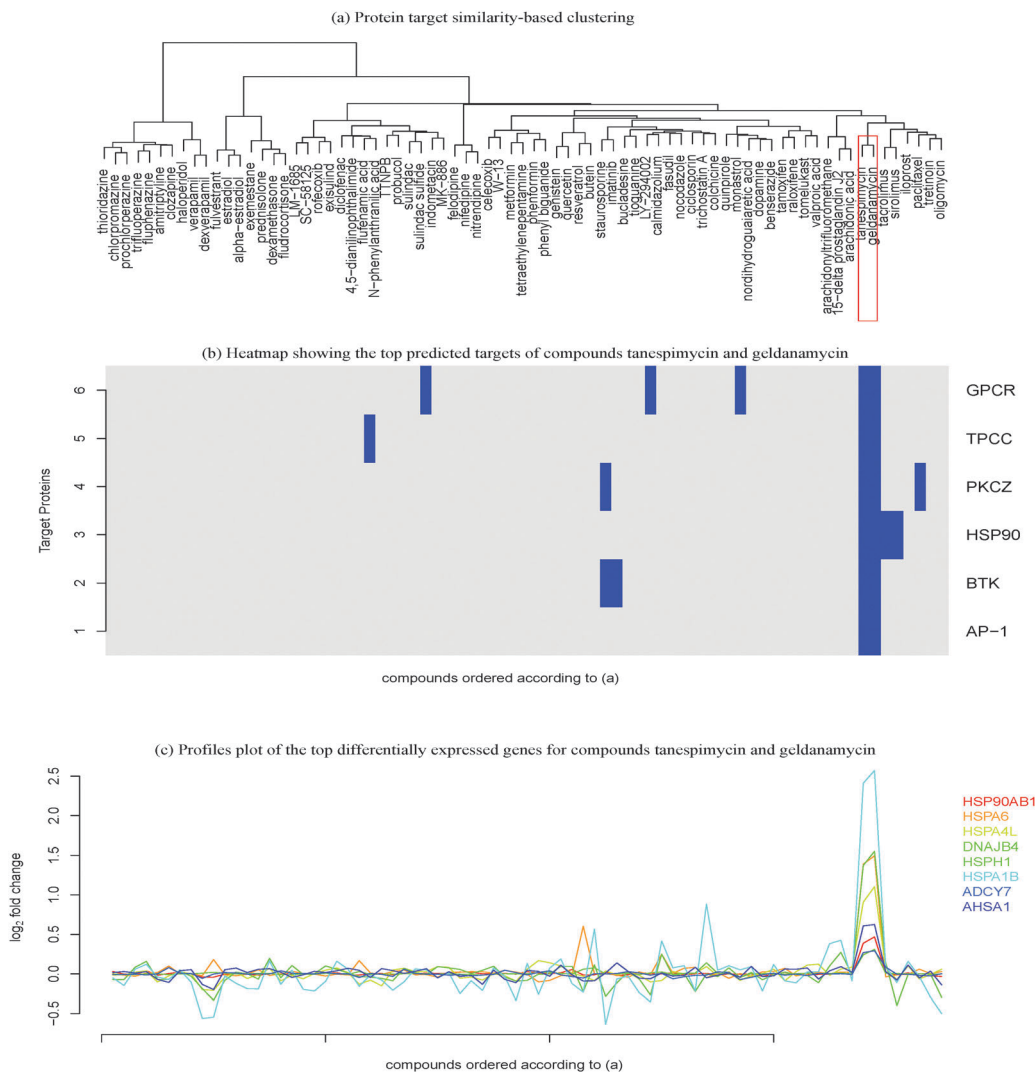 (a) Protein target similarity-based clustering
thioridazine
chlorpromazine
prochlorperazine
trifluoperazine
fluphenazine
amitriptyline
clozapine
haloperidol
verapamil
dexverapamil
fulvestrant
estradiol
alpha-estradiol
exemestane
prednisolone
dexamethasone
fludrocortisone
LM-1685
SC-58125
rofecoxib
exisulind
diclofenac
4,5-dianilinophthalimide
flufenamic acid
N-phenylanthranilic acid
TTNPB
probucol
sulindac
sulindac sulfide
indometacin
MK-886
felodipine
nifedipine
nitrendipine
celecoxib
W-13
metformin
tetraethylenepentamine
phenformin
phenyl biguanide
genistein
quercetin
resveratrol
butein
staurosporine
imatinib
bucladesine
tioguanine
LY-294002
calmidazolium
fasudil
nocodazole
ciclosporin
trichostatin A
colchicine
quinpirole
monastrol
nordihydroguaiaretic acid
dopamine
benserazide
tamoxifen
raloxifene
tomelukast
valproic acid
arachidonyltrifluoromethane
15-delta prostaglandin J2
arachidonic acid
tanespimycin
geldanamycin
tacrolimus
sirolimus
iloprost
paclitaxel
tretinoin
oligomycin
(b) Heatmap showing the top predicted targets of compounds tanespimycin and geldanamycin
Target Proteins
6
5
4
3
2
1
GPCR
TPCC
PKCZ
HSP90
BTK
AP-1
compounds ordered according to (a)
(c) Profiles plot of the top differentially expressed genes for compounds tanespimycin and geldanamycin
log2 fold change
2.5
2.0
1.5
1.0
0.5
0.0
-0.5
HSP90AB1
HSPA6
HSPA4L
DNAJB4
HSPH1
HSPA1B
ADCY7
AHSA1
compounds ordered according to (a)